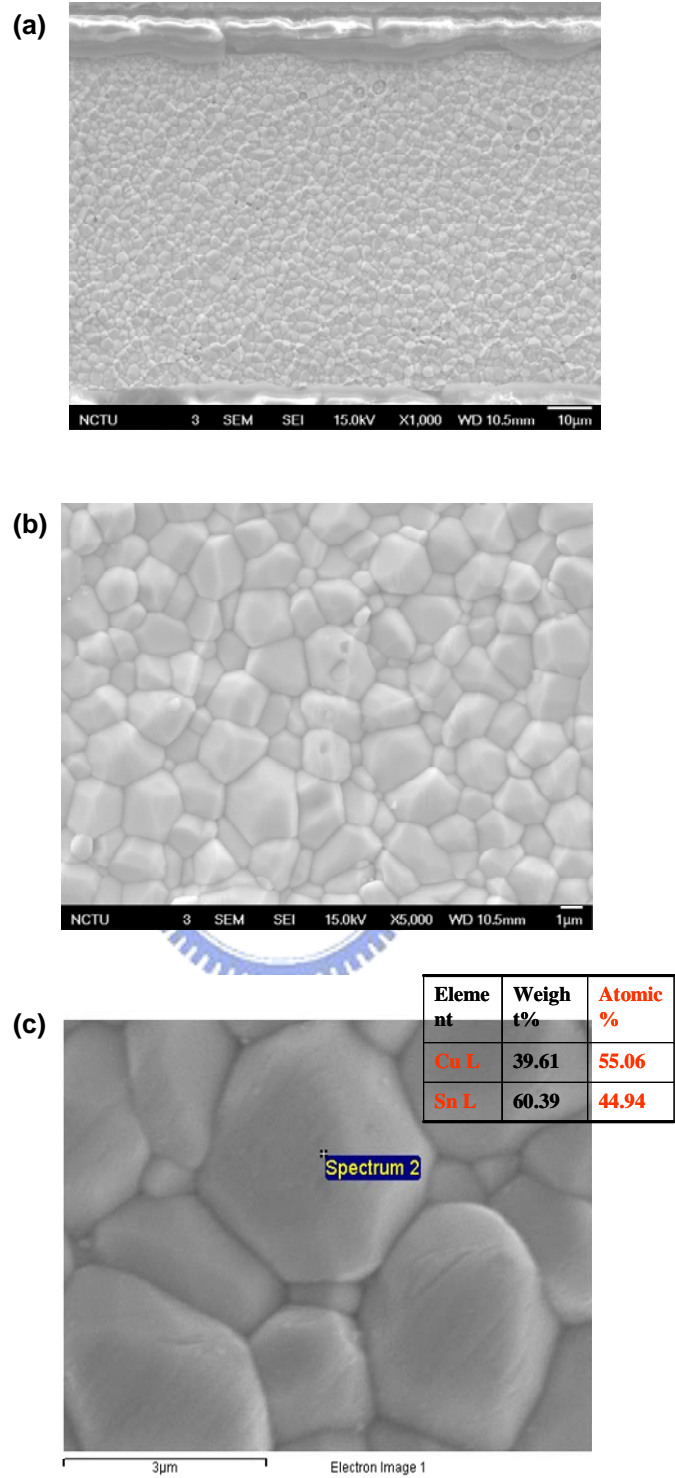 (a)
NCTU 3 SEM SEI 15.0kV X1,000 WD 10.5mm 10µm
(b)
NCTU 3 SEM SEI 15.0kV X5,000 WD 10.5mm 1µm
(c)
Eleme
nt
Weigh
t%
Atomic
%
Cu L 39.61 55.06
Sn L 60.39 44.94
Spectrum 2
3µm Electron Image 1